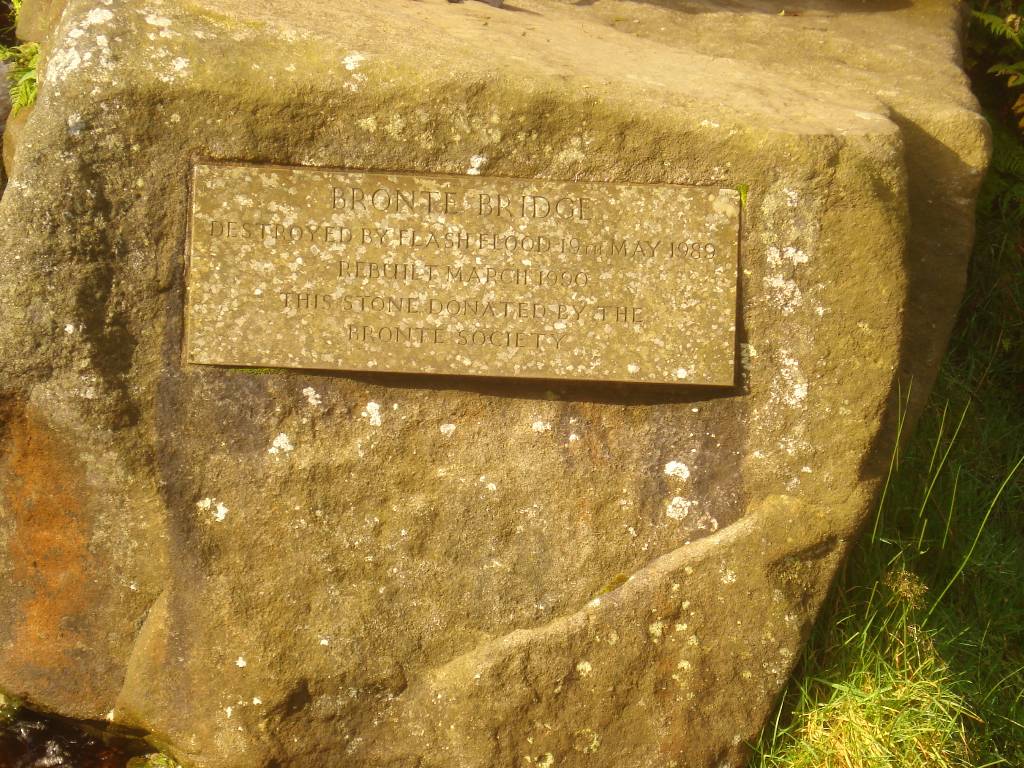 BRONTE BRIDGE
DESTROYED BY FLASH FLOOD 19TH MAY 1989
REBUILT MARCH 1990
THIS STONE DONATED BY THE
BRONTE SOCIETY